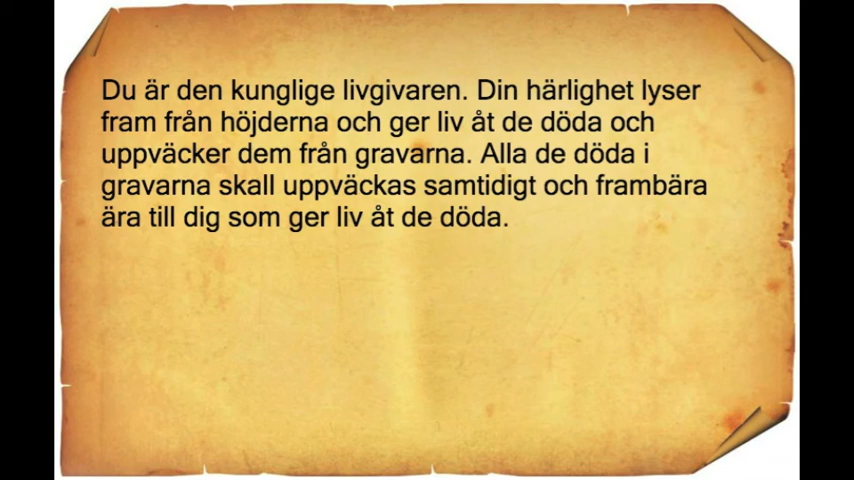 Du är den kunglige livgivaren. Din härlighet lyser
fram från höjderna och ger liv åt de döda och
uppväcker dem från gravarna. Alla de döda i
gravarna skall uppväckas samtidigt och frambära
ära till dig som ger liv åt de döda.